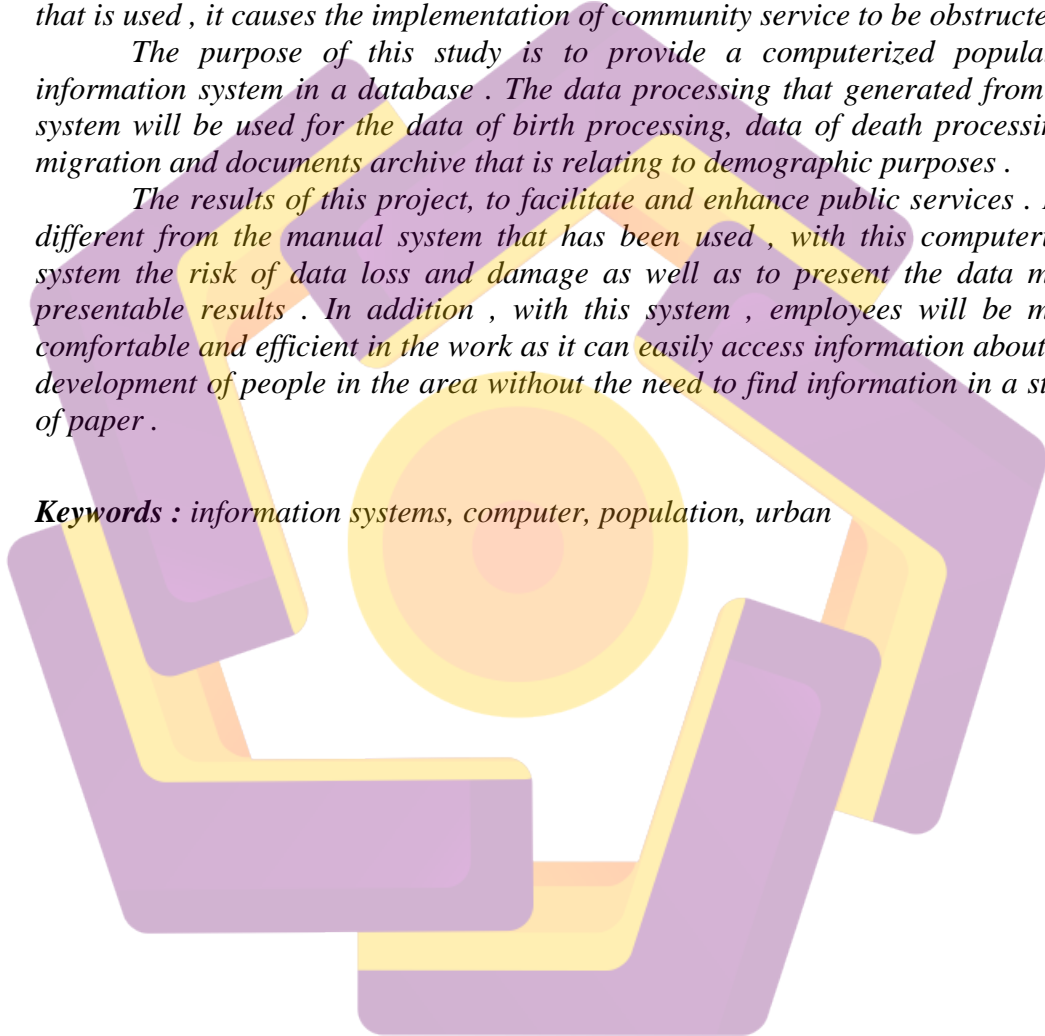 that is used , it causes the implementation of community service to be obstructe
The purpose of this study is to provide a computerized popula
information system in a database . The data processing that generated from
system will be used for the data of birth processing, data of death processin
migration and documents archive that is relating to demographic purposes .
The results of this project, to facilitate and enhance public services .
different from the manual system that has been used , with this computeri
system the risk of data loss and damage as well as to present the data m
presentable results . In addition , with this system , employees will be m
comfortable and efficient in the work as it can easily access information about
development of people in the area without the need to find information in a st
of paper .
Keywords : information systems, computer, population, urban